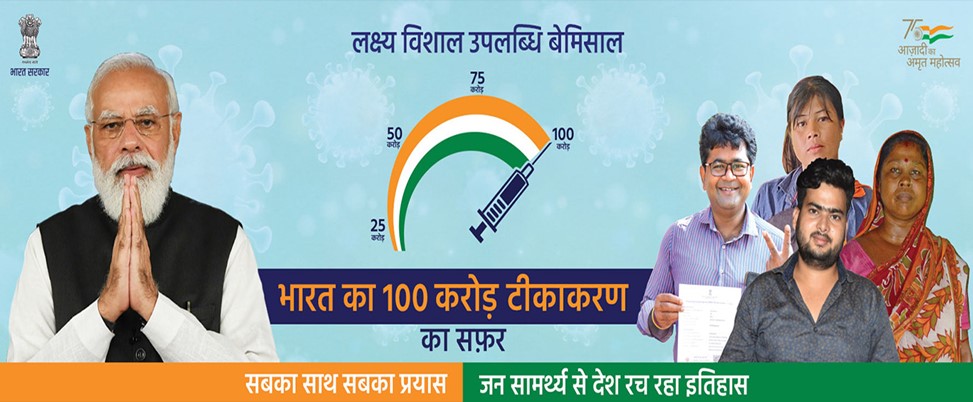 भारत सरकार
लक्ष्य विशाल उपलब्धि बेमिसाल
75
आज़ादी का
अमृत महोत्सव
25
करोड़
50
करोड़
75
करोड़
100
करोड़
भारत का 100 करोड़ टीकाकरण
का सफ़र
सबका साथ सबका प्रयास
जन सामर्थ्य से देश रच रहा इतिहास